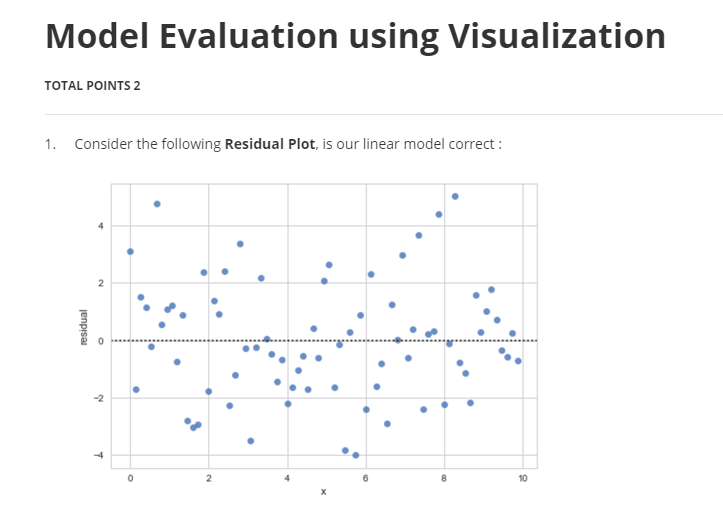 Model Evaluation using Visualization
TOTAL POINTS 2
1. Consider the following Residual Plot, is our linear model correct :
4
2
0
−2
−4
residual
0 2 4 6 8 10
x